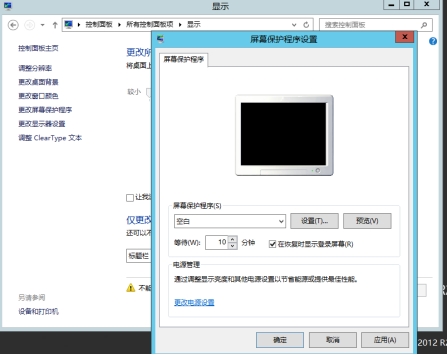 显示
控制面板 › 所有控制面板项 › 显示
搜索控制面板
控制面板主页
调整分辨率
更改桌面背景
更改窗口颜色
更改屏幕保护程序
更改显示器设置
调整 ClearType 文本
另请参阅
设备和打印机
更改所
将桌面上
较小
让我
仅更改
还可以不
标题栏
不能
屏幕保护程序设置
屏幕保护程序
屏幕保护程序(S)
空白
设置(T)...
预览(V)
等待(W):
10
分钟
在恢复时显示登录屏幕(R)
电源管理
通过调整显示亮度和其他电源设置以节省能源或提供最佳性能。
更改电源设置
确定
取消
应用(A)
2012 R2